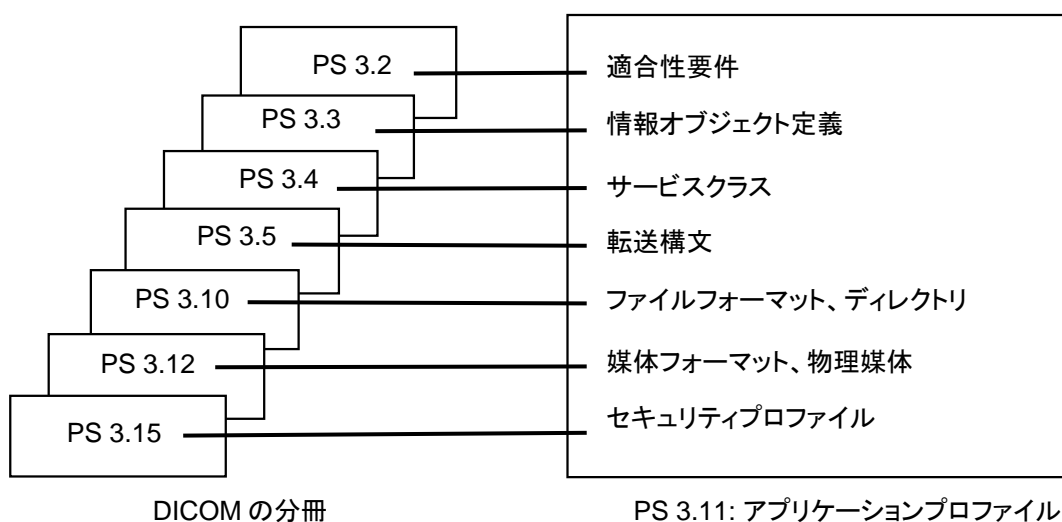 PS 3.2 適合性要件
PS 3.3 情報オブジェクト定義
PS 3.4 サービスクラス
PS 3.5 転送構文
PS 3.10 ファイルフォーマット、ディレクトリ
PS 3.12 媒体フォーマット、物理媒体
PS 3.15 セキュリティプロファイル
DICOM の分冊 PS 3.11: アプリケーションプロファイル